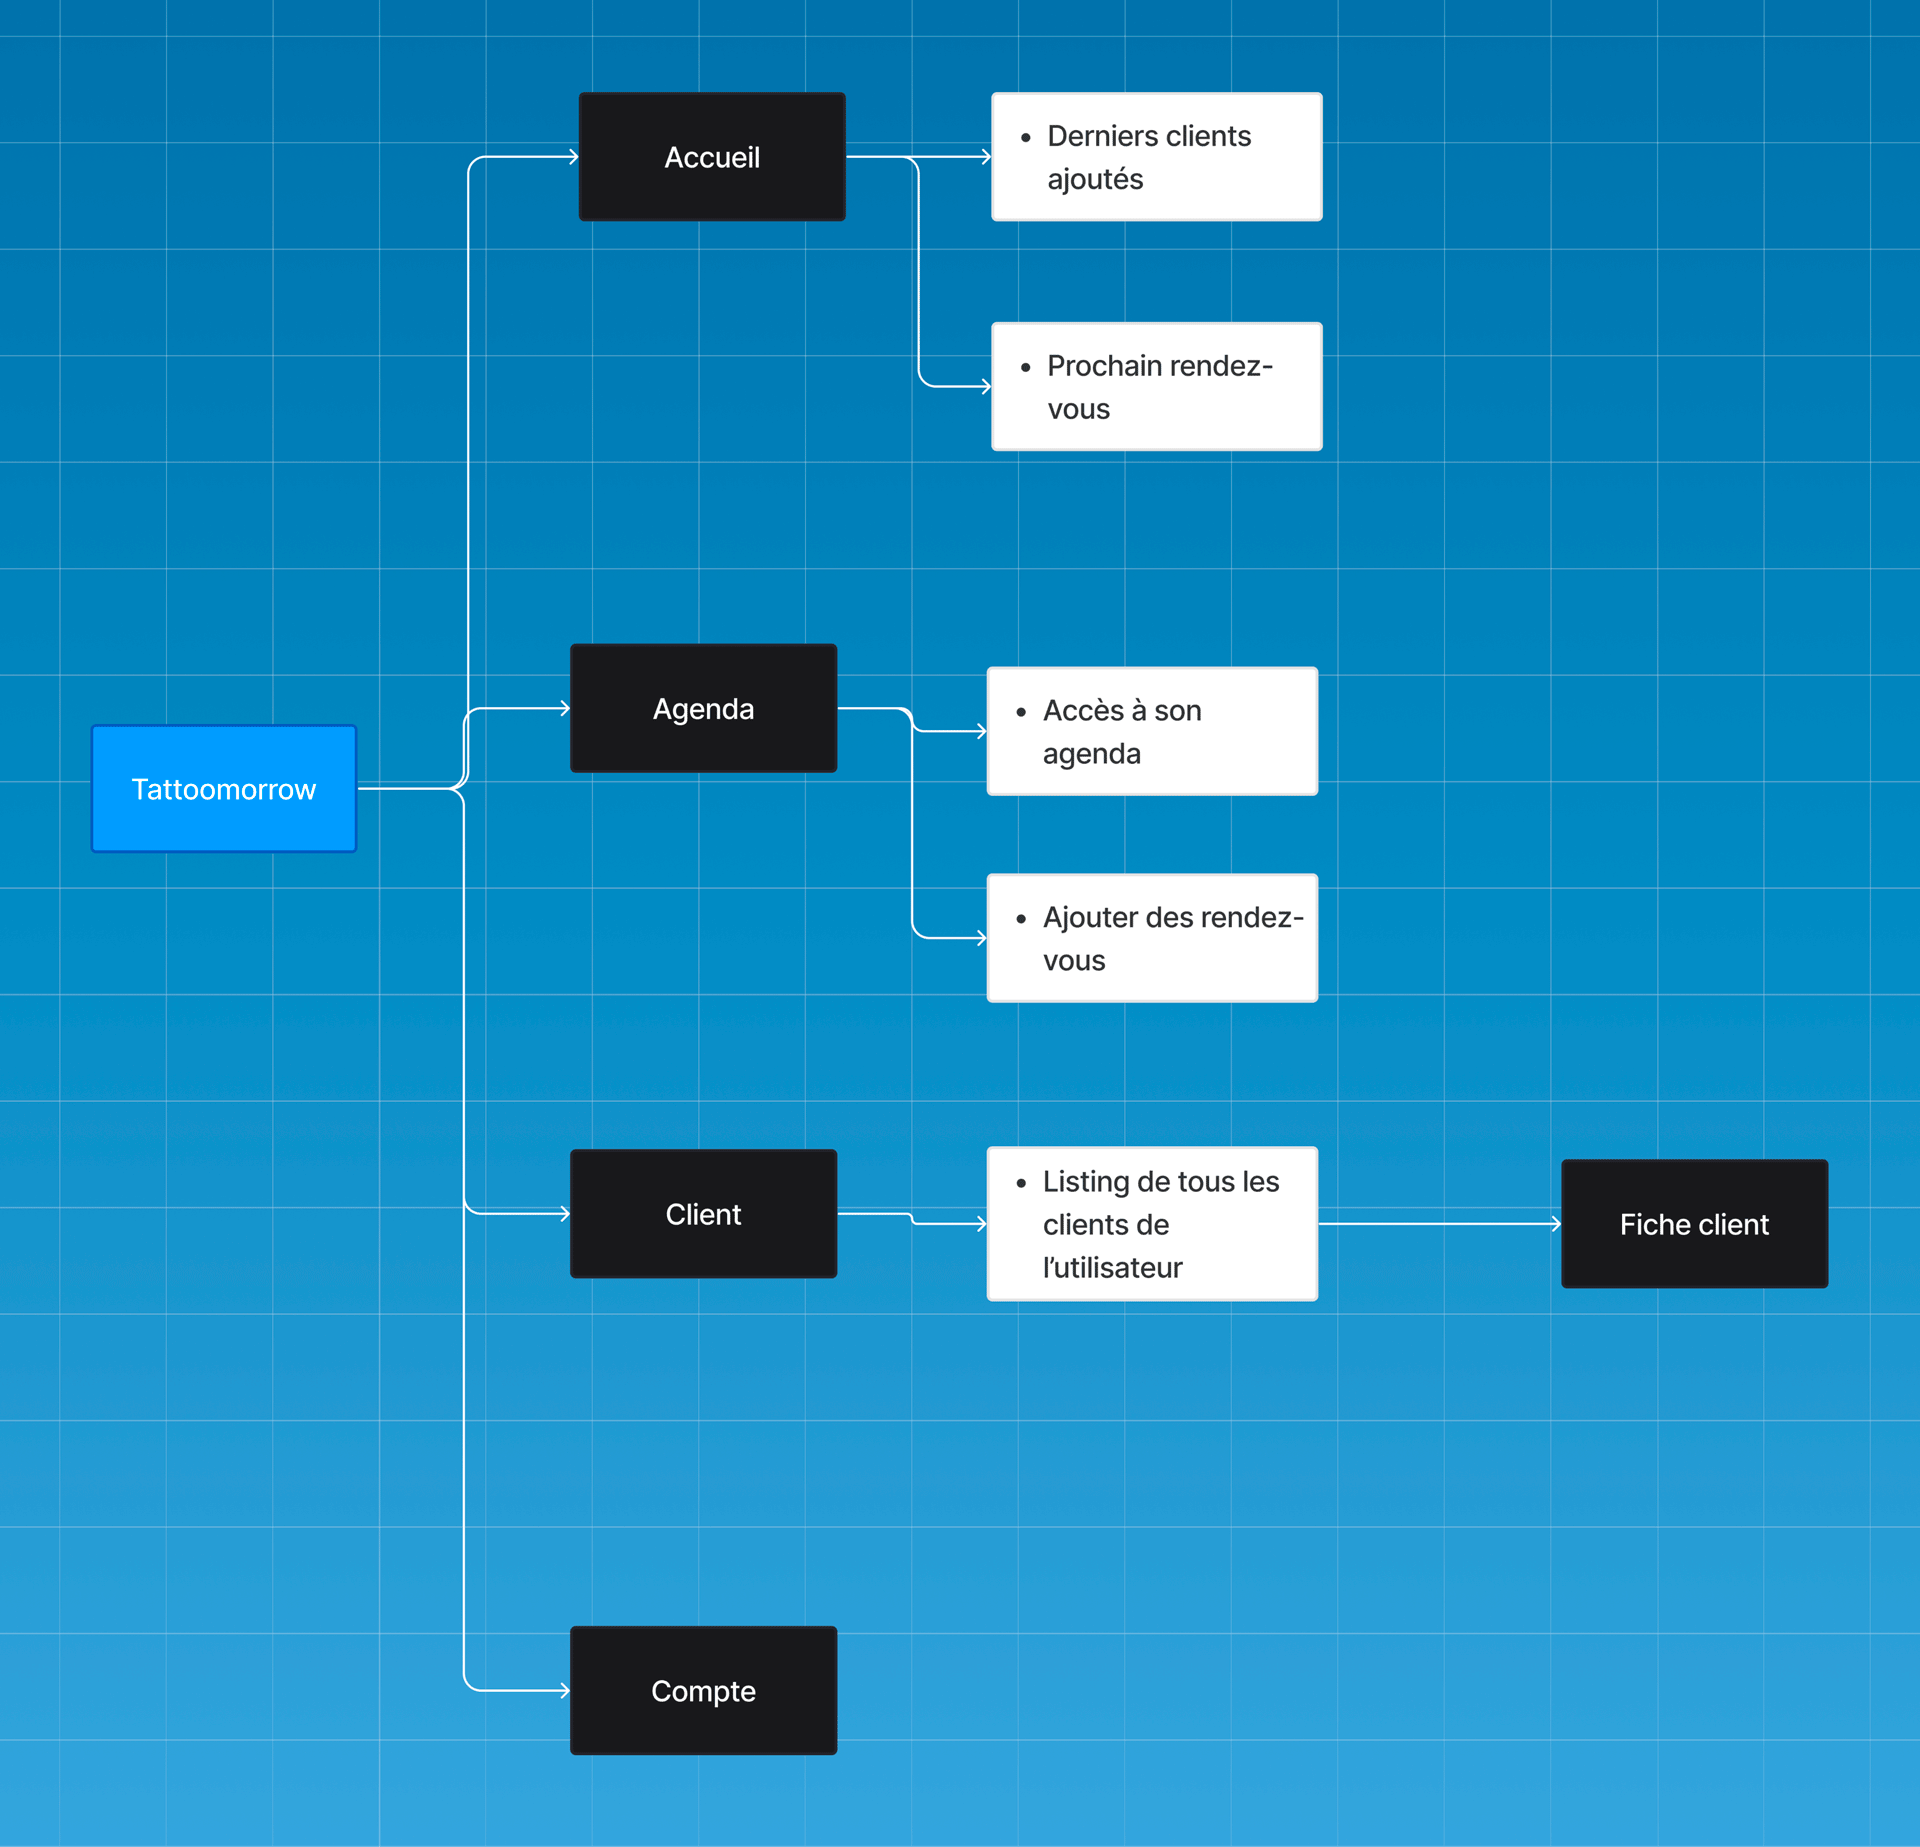 Accueil
• Derniers clients
ajoutés
• Prochain rendez-
vous
Tattoomorrow
Agenda
• Accès à son
agenda
• Ajouter des rendez-
vous
Client
• Listing de tous les
clients de
l’utilisateur
Fiche client
Compte